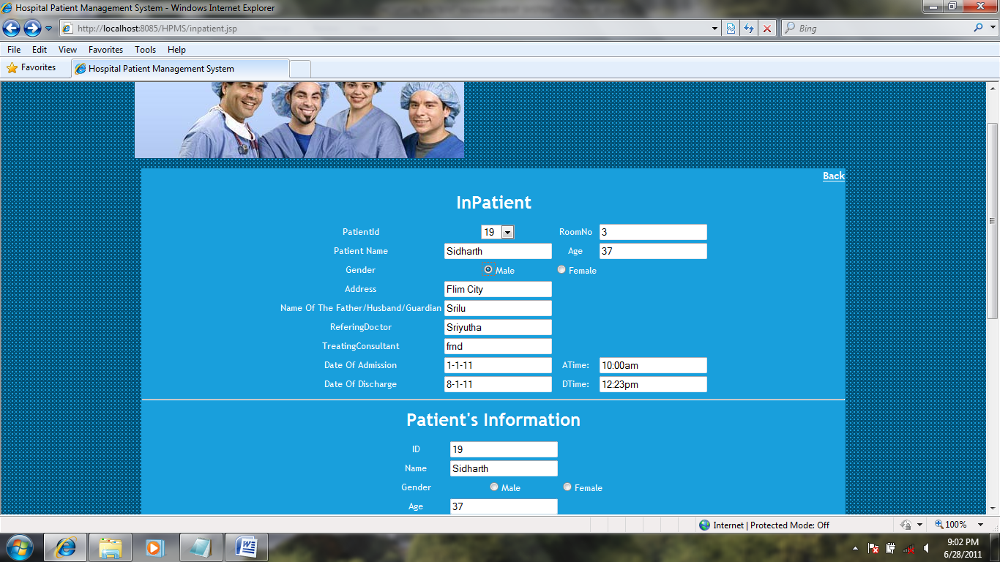 Hospital Patient Management System - Windows Internet Explorer
http://localhost:8085/HPMS/inpatient.jsp
Bing
File Edit View Favorites Tools Help
Favorites
Hospital Patient Management System
Back
InPatient
PatientId 19 RoomNo 3
Patient Name Sidharth Age 37
Gender Male Female
Address Flim City
Name Of The Father/Husband/Guardian Srilu
ReferingDoctor Sriyutha
TreatingConsultant frnd
Date Of Admission 1-1-11 ATime: 10:00am
Date Of Discharge 8-1-11 DTime: 12:23pm
Patient's Information
ID 19
Name Sidharth
Gender Male Female
Age 37
Internet | Protected Mode: Off
100%
9:02 PM
6/28/2011